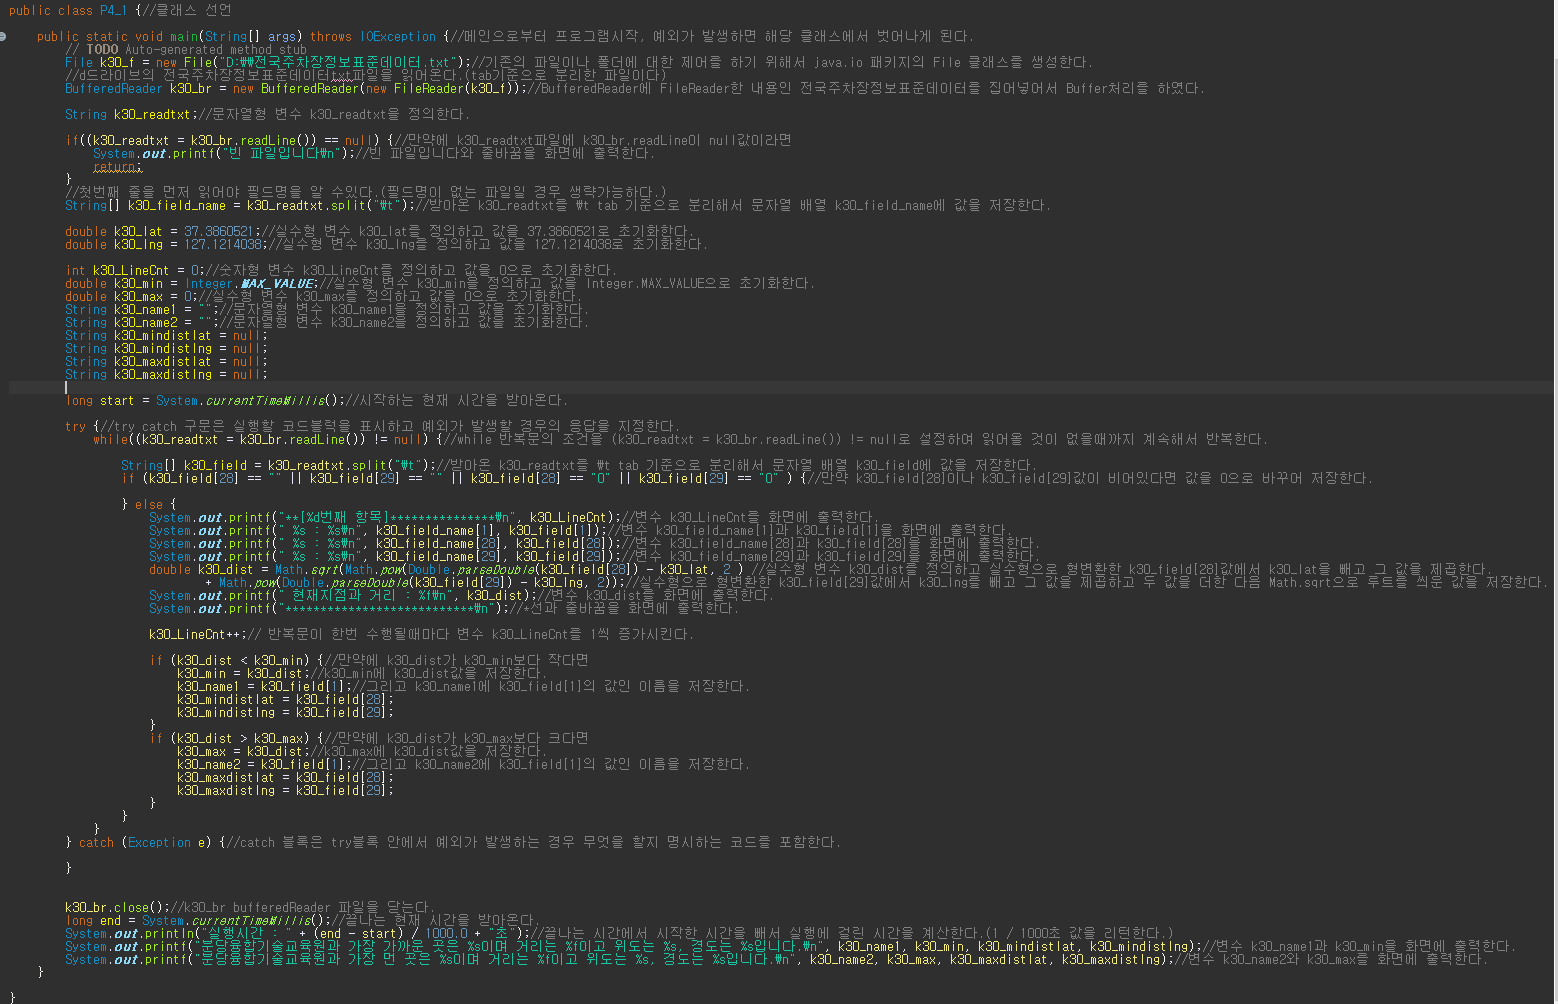 public class P4_1 {//클래스 선언
public static void main(String[] args) throws IOException {//메인으로부터 프로그램시작, 예외가 발생하면 해당 클래스에서 벗어나게 된다.
// TODO Auto-generated method stub
File k30_f = new File("D:\\전국주차장정보표준데이터.txt");//기존의 파일이나 폴더에 대한 제어를 하기 위해서 java.io 패키지의 File 클래스를 생성한다.
//d드라이브의 전국주차장정보표준데이터txt파일을 읽어온다.(tab기준으로 분리한 파일이다)
BufferedReader k30_br = new BufferedReader(new FileReader(k30_f));//BufferedReader에 FileReader한 내용인 전국주차장정보표준데이터를 집어넣어서 Buffer처리를 하였다.
String k30_readtxt;//문자열형 변수 k30_readtxt을 정의한다.
if((k30_readtxt = k30_br.readLine()) == null) {//만약에 k30_readtxt파일에 k30_br.readLine이 null값이라면
System.out.printf("빈 파일입니다\n");//빈 파일입니다와 줄바꿈을 화면에 출력한다.
return;
}
//첫번째 줄을 먼저 읽어야 필드명을 알 수있다.(필드명이 없는 파일일 경우 생략가능하다.)
String[] k30_field_name = k30_readtxt.split("\t");//받아온 k30_readtxt를 \t tab 기준으로 분리해서 문자열 배열 k30_field_name에 값을 저장한다.
double k30_lat = 37.3860521;//실수형 변수 k30_lat를 정의하고 값을 37.3860521로 초기화한다.
double k30_lng = 127.1214038;//실수형 변수 k30_lng를 정의하고 값을 127.1214038로 초기화한다.
int k30_LineCnt = 0;//숫자형 변수 k30_LineCnt를 정의하고 값을 0으로 초기화한다.
double k30_min = Integer.MAX_VALUE;//실수형 변수 k30_min을 정의하고 값을 Integer.MAX_VALUE으로 초기화한다.
double k30_max = 0;//실수형 변수 k30_max를 정의하고 값을 0으로 초기화한다.
String k30_name1 = "";//문자열형 변수 k30_name1을 정의하고 값을 초기화한다.
String k30_name2 = "";//문자열형 변수 k30_name2을 정의하고 값을 초기화한다.
String k30_mindistlat = null;
String k30_mindistlng = null;
String k30_maxdistlat = null;
String k30_maxdistlng = null;
long start = System.currentTimeMillis();//시작하는 현재 시간을 받아온다.
try {//try catch 구문은 실행할 코드블럭을 표시하고 예외가 발생할 경우의 응답을 지정한다.
while((k30_readtxt = k30_br.readLine()) != null) {//while 반복문의 조건을 (k30_readtxt = k30_br.readLine()) != null로 설정하여 읽어올 것이 없을때까지 계속해서 반복한다.
String[] k30_field = k30_readtxt.split("\t");//받아온 k30_readtxt를 \t tab 기준으로 분리해서 문자열 배열 k30_field에 값을 저장한다.
if (k30_field[28] == "" || k30_field[29] == "" || k30_field[28] == "0" || k30_field[29] == "0" ) {//만약 k30_field[28]이나 k30_field[29]값이 비어있다면 값을 0으로 바꾸어 저장한다.
} else {
System.out.printf("**[%d번째 항목]***************\n", k30_LineCnt);//변수 k30_LineCnt를 화면에 출력한다.
System.out.printf(" %s : %s\n", k30_field_name[1], k30_field[1]);//변수 k30_field_name[1]과 k30_field[1]을 화면에 출력한다.
System.out.printf(" %s : %s\n", k30_field_name[28], k30_field[28]);//변수 k30_field_name[28]과 k30_field[28]을 화면에 출력한다.
System.out.printf(" %s : %s\n", k30_field_name[29], k30_field[29]);//변수 k30_field_name[29]과 k30_field[29]을 화면에 출력한다.
double k30_dist = Math.sqrt(Math.pow(Double.parseDouble(k30_field[28]) - k30_lat, 2 ) //실수형 변수 k30_dist를 정의하고 실수형으로 형변환한 k30_field[28]값에서 k30_lat을 빼고 그 값을 제곱한다.
+ Math.pow(Double.parseDouble(k30_field[29]) - k30_lng, 2));//실수형으로 형변환한 k30_field[29]값에서 k30_lng를 빼고 그 값을 제곱하고 두 값을 더한 다음 Math.sqrt으로 루트를 씌운 값을 저장한다.
System.out.printf(" 현재지점과 거리 : %f\n", k30_dist);//변수 k30_dist를 화면에 출력한다.
System.out.printf("***************************\n");//*선과 줄바꿈을 화면에 출력한다.
k30_LineCnt++;// 반복문이 한번 수행될때마다 변수 k30_LineCnt를 1씩 증가시킨다.
if (k30_dist < k30_min) {//만약에 k30_dist가 k30_min보다 작다면
k30_min = k30_dist;//k30_min에 k30_dist값을 저장한다.
k30_name1 = k30_field[1];//그리고 k30_name1에 k30_field[1]의 값인 이름을 저장한다.
k30_mindistlat = k30_field[28];
k30_mindistlng = k30_field[29];
}
if (k30_dist > k30_max) {//만약에 k30_dist가 k30_max보다 크다면
k30_max = k30_dist;//k30_max에 k30_dist값을 저장한다.
k30_name2 = k30_field[1];//그리고 k30_name2에 k30_field[1]의 값인 이름을 저장한다.
k30_maxdistlat = k30_field[28];
k30_maxdistlng = k30_field[29];
}
}
}
} catch (Exception e) {//catch 블록은 try블록 안에서 예외가 발생하는 경우 무엇을 할지 명시하는 코드를 포함한다.
}
k30_br.close();//k30_br bufferedReader 파일을 닫는다.
long end = System.currentTimeMillis();//끝나는 현재 시간을 받아온다.
System.out.println("실행시간 : " + (end - start) / 1000.0 + "초");//끝나는 시간에서 시작한 시간을 빼서 실행에 걸린 시간을 계산한다.(1 / 1000초 값을 리턴한다.)
System.out.printf("분당융합기술교육원과 가장 가까운 곳은 %s이며 거리는 %f이고 위도는 %s, 경도는 %s입니다.\n", k30_name1, k30_min, k30_mindistlat, k30_mindistlng);//변수 k30_name1과 k30_min을 화면에 출력한다.
System.out.printf("분당융합기술교육원과 가장 먼 곳은 %s이며 거리는 %f이고 위도는 %s, 경도는 %s입니다.\n", k30_name2, k30_max, k30_maxdistlat, k30_maxdistlng);//변수 k30_name2와 k30_max를 화면에 출력한다.
}
}